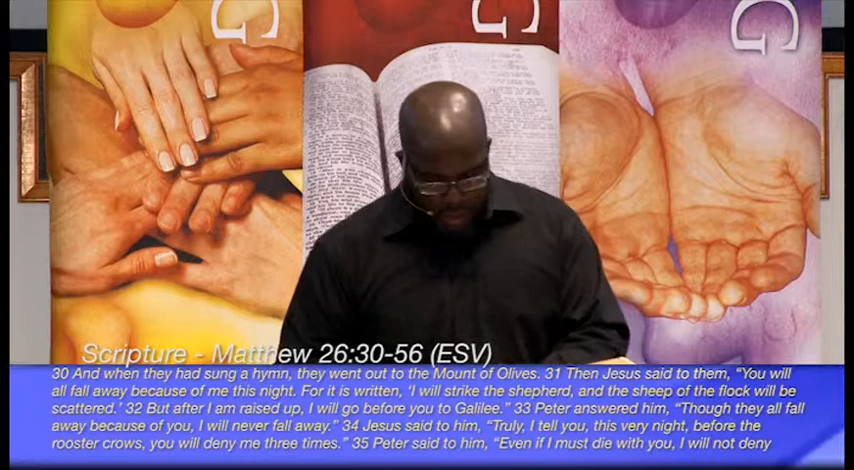 G
G
G
Scripture - Matthew 26:30-56 (ESV)
30 And when they had sung a hymn, they went out to the Mount of Olives. 31 Then Jesus said to them, “You will
all fall away because of me this night. For it is written, ‘I will strike the shepherd, and the sheep of the flock will be
scattered.’ 32 But after I am raised up, I will go before you to Galilee.” 33 Peter answered him, “Though they all fall
away because of you, I will never fall away.” 34 Jesus said to him, “Truly, I tell you, this very night, before the
rooster crows, you will deny me three times.” 35 Peter said to him, “Even if I must die with you, I will not deny